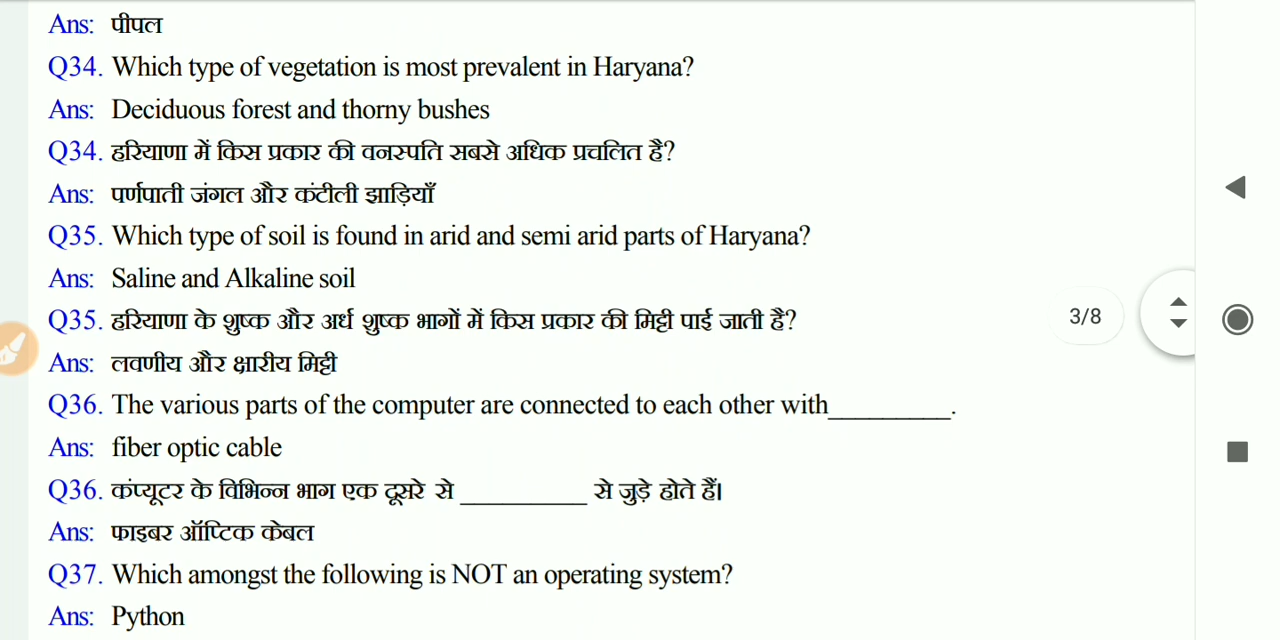 Ans: पीपल
Q34. Which type of vegetation is most prevalent in Haryana?
Ans: Deciduous forest and thorny bushes
Q34. हरियाणा में किस प्रकार की वनस्पति सबसे अधिक प्रचलित है?
Ans: पर्णपाती जंगल और कंटीली झाड़ियाँ
Q35. Which type of soil is found in arid and semi arid parts of Haryana?
Ans: Saline and Alkaline soil
Q35. हरियाणा के शुष्क और अर्ध शुष्क भागों में किस प्रकार की मिट्टी पाई जाती है?
3/8
Ans: लवणीय और क्षारीय मिट्टी
Q36. The various parts of the computer are connected to each other with_________.
Ans: fiber optic cable
Q36. कंप्यूटर के विभिन्न भाग एक दूसरे से _________ से जुड़े होते हैं।
Ans: फाइबर ऑप्टिक केबल
Q37. Which amongst the following is NOT an operating system?
Ans: Python